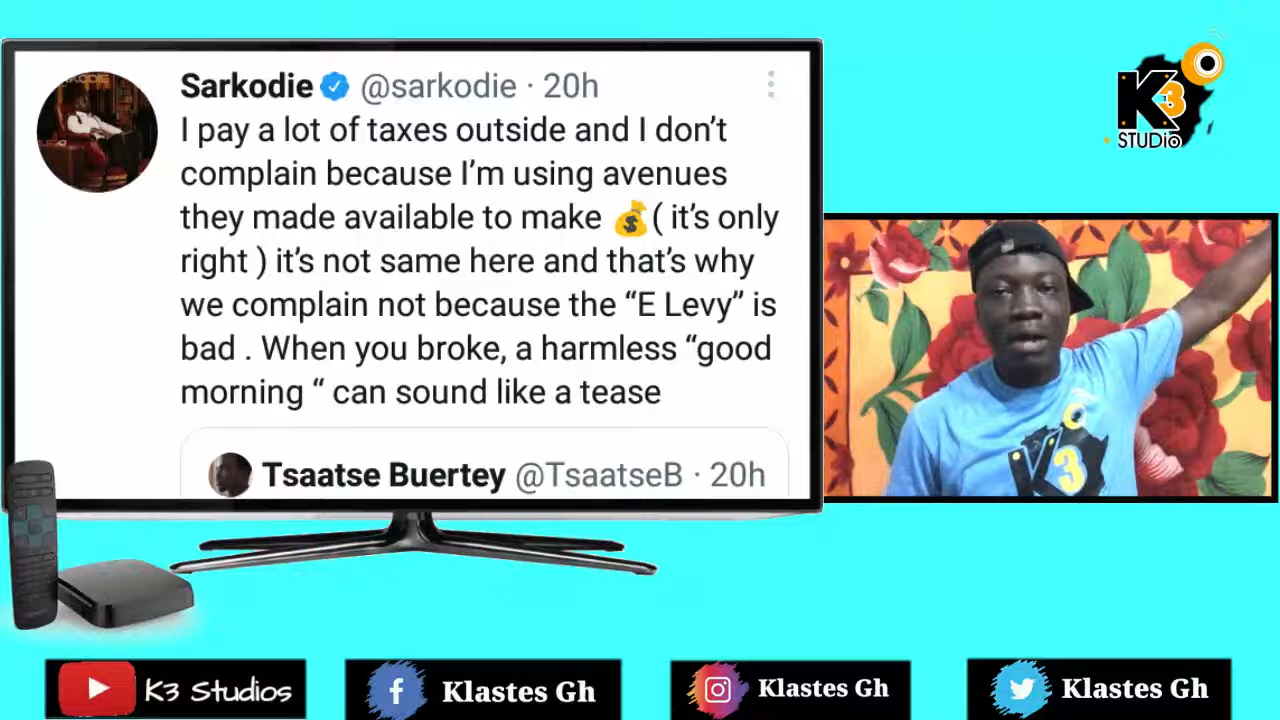 Sarkodie @sarkodie · 20h
I pay a lot of taxes outside and I don't
complain because I'm using avenues
they made available to make 💰( it's only
right ) it's not same here and that's why
we complain not because the “E Levy” is
bad . When you broke, a harmless “good
morning “ can sound like a tease
Tsaatse Buertey @TsaatseB · 20h
K3
STUDiO
K3
K3 Studios
Klastes Gh
Klastes Gh
Klastes Gh